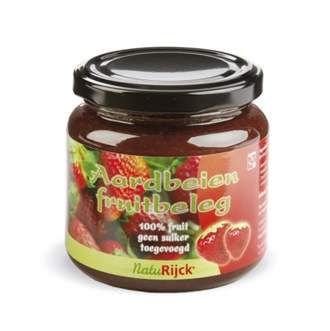 Aardbeien
fruitbeleg
100% fruit
geen suiker
toegevoegd
NatuRijck